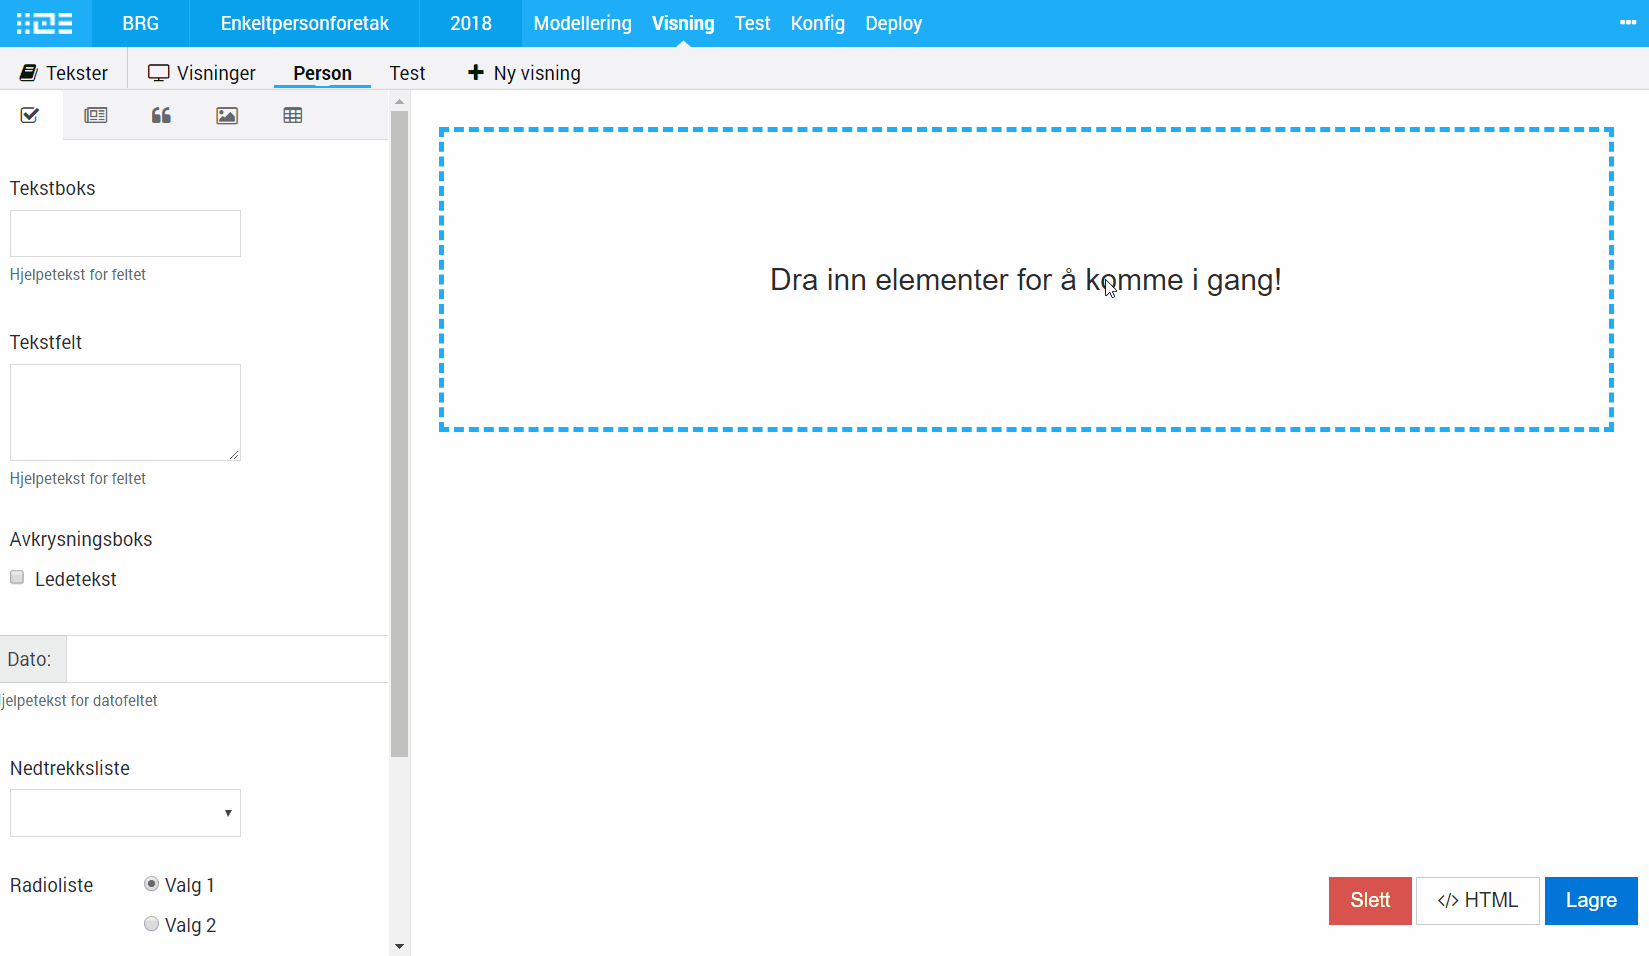 BRG Enkeltpersonforetak 2018 Modellering Visning Test Konfig Deploy
Tekster Visninger Person Test Ny visning
Tekstboks
Hjelpetekst for feltet
Tekstfelt
Hjelpetekst for feltet
Avkrysningsboks
Ledetekst
Dato:
jelpetekst for datofeltet
Nedtrekksliste
Radioliste Valg 1
Valg 2
Dra inn elementer for å komme i gang!
Slett </> HTML Lagre